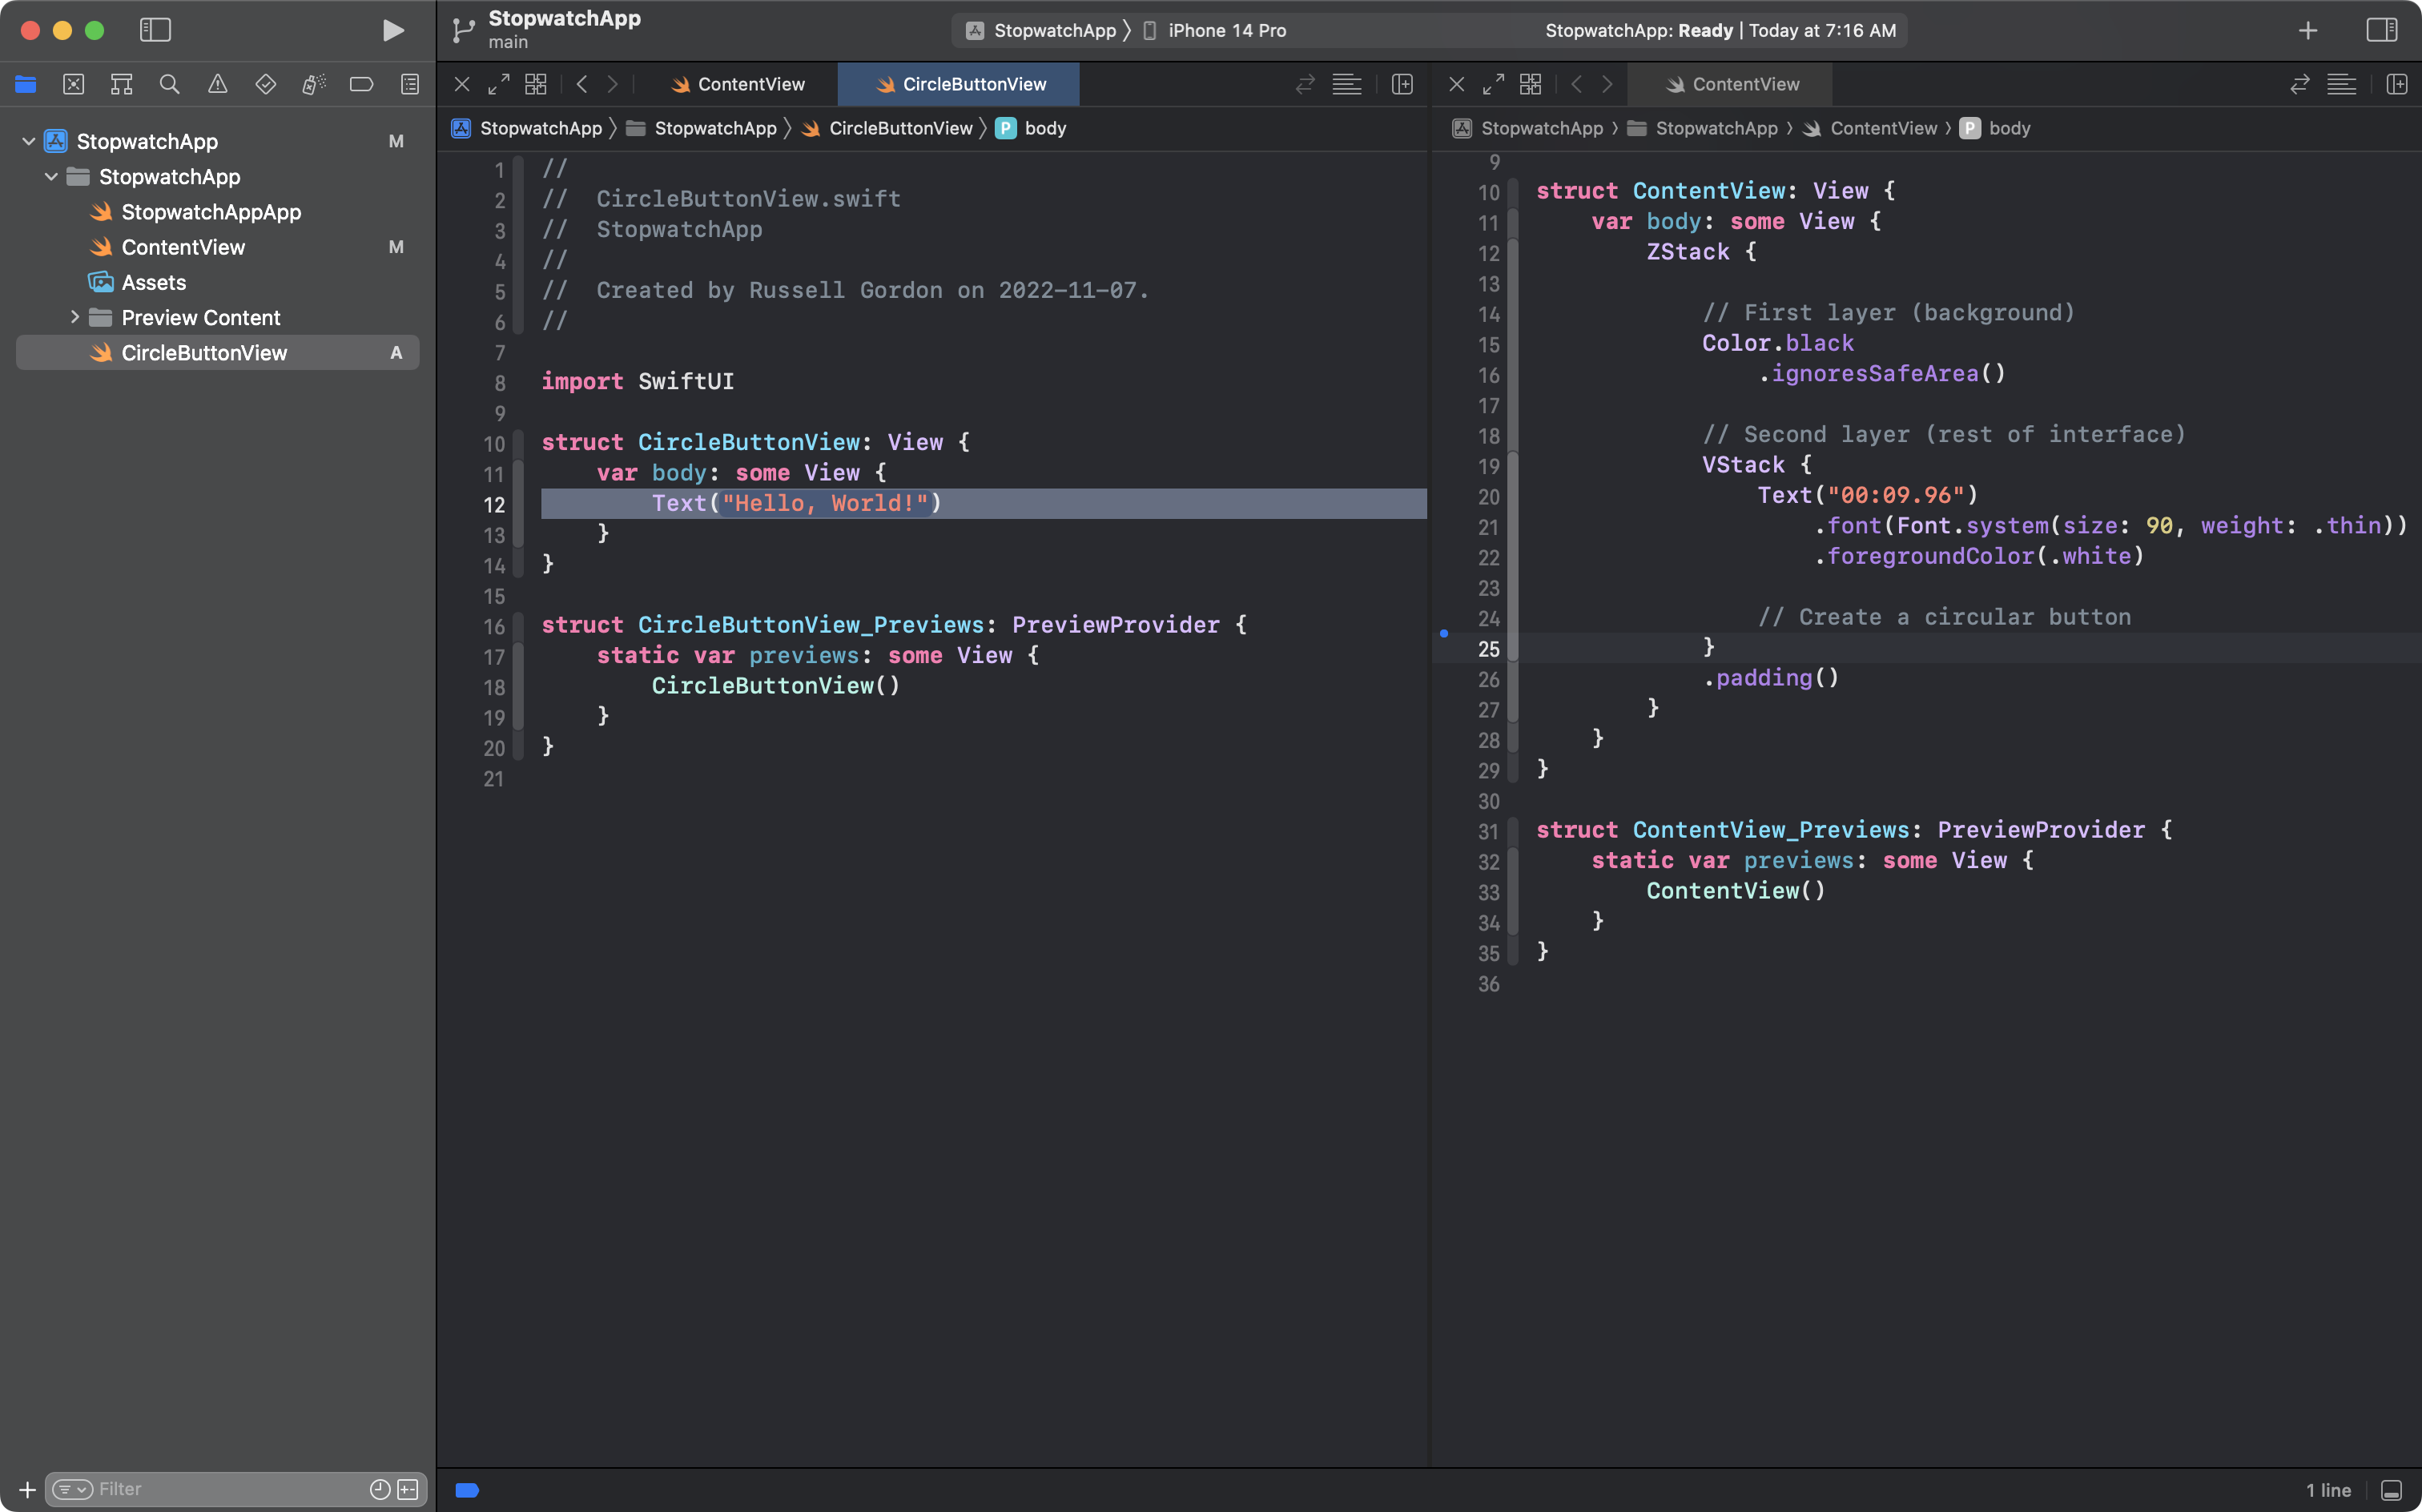 StopwatchApp
main
StopwatchApp
iPhone 14 Pro
StopwatchApp: Ready | Today at 7:16 AM
StopwatchApp M
StopwatchApp
StopwatchAppApp
ContentView M
Assets
Preview Content
CircleButtonView A
Filter
ContentView
CircleButtonView
StopwatchApp
StopwatchApp
CircleButtonView
P body
1 //
2 //  CircleButtonView.swift
3 //  StopwatchApp
4 //
5 //  Created by Russell Gordon on 2022-11-07.
6 //
7
8 import SwiftUI
9
10 struct CircleButtonView: View {
11     var body: some View {
12         Text("Hello, World!")
13     }
14 }
15
16 struct CircleButtonView_Previews: PreviewProvider {
17     static var previews: some View {
18         CircleButtonView()
19     }
20 }
21
ContentView
StopwatchApp
StopwatchApp
ContentView
P body
9
10 struct ContentView: View {
11     var body: some View {
12         ZStack {
13
14             // First layer (background)
15             Color.black
16                 .ignoresSafeArea()
17
18             // Second layer (rest of interface)
19             VStack {
20                 Text("00:09.96")
21                     .font(Font.system(size: 90, weight: .thin))
22                     .foregroundColor(.white)
23
24                 // Create a circular button
25             }
26             .padding()
27         }
28     }
29 }
30
31 struct ContentView_Previews: PreviewProvider {
32     static var previews: some View {
33         ContentView()
34     }
35 }
36
1 line